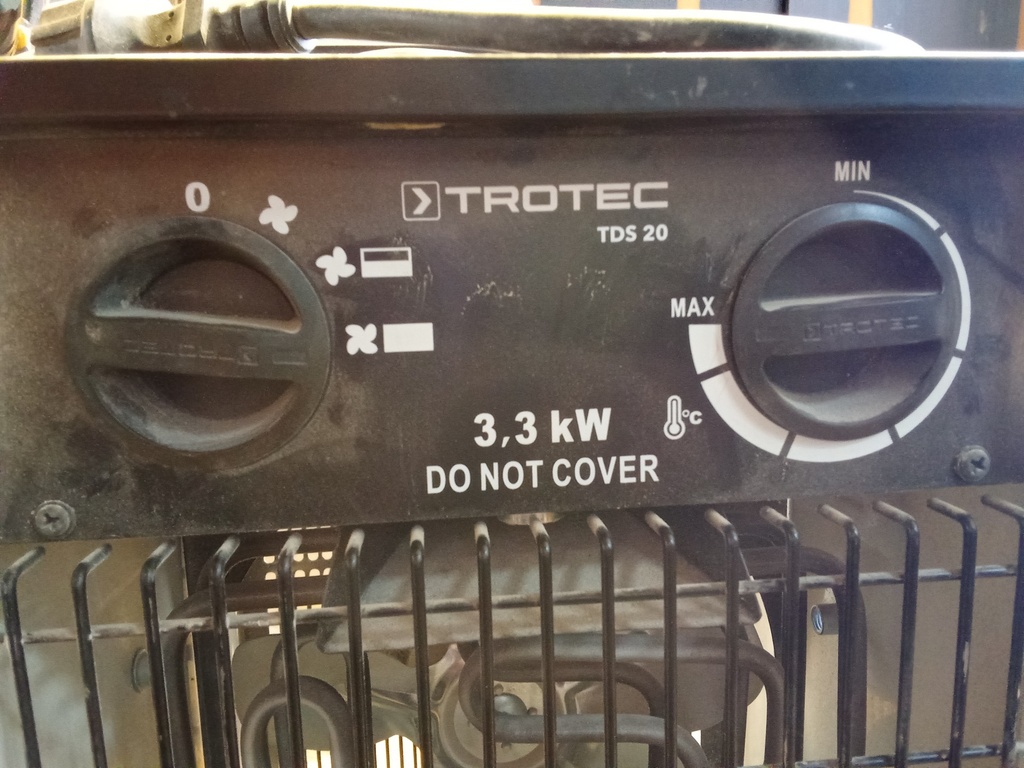 0
TROTEC
TDS 20
MIN
MAX
TROTEC
TROTEC
°C
3,3 kW
DO NOT COVER